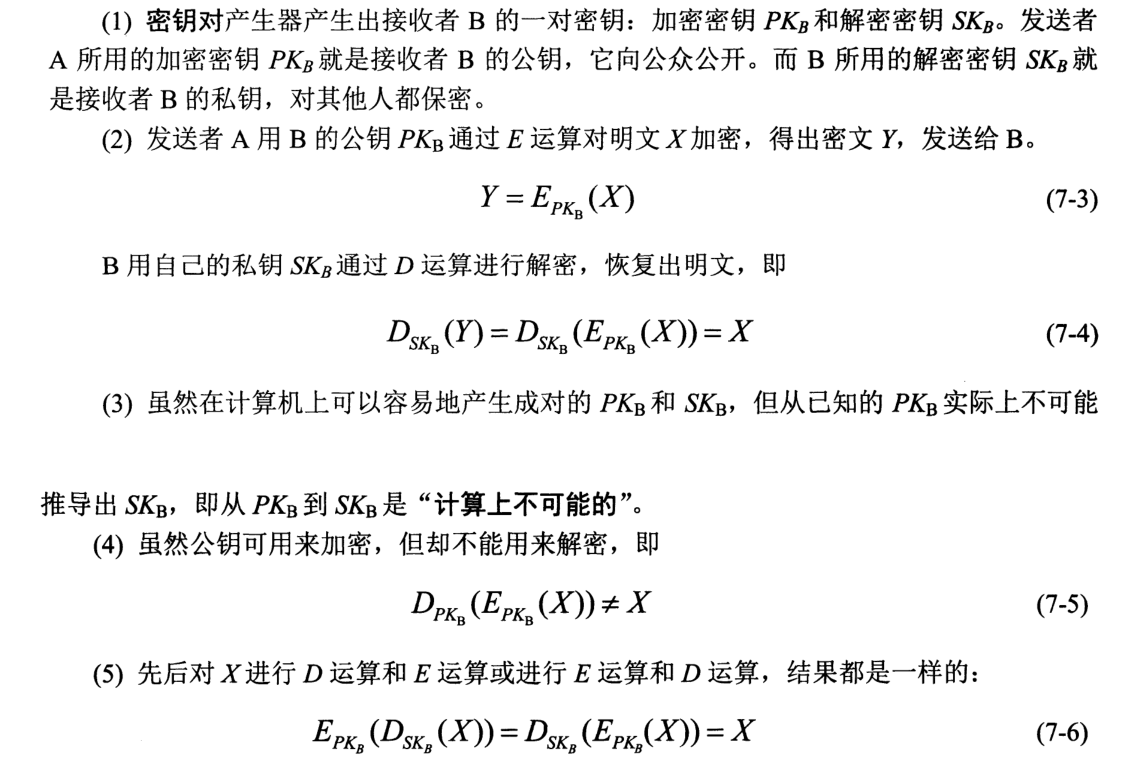 (1) 密钥对产生器产生出接收者 B 的一对密钥：加密密钥 PK_B 和解密密钥 SK_B。发送者
A 所用的加密密钥 PK_B 就是接收者 B 的公钥，它向公众公开。而 B 所用的解密密钥 SK_B 就
是接收者 B 的私钥，对其他人都保密。
(2) 发送者 A 用 B 的公钥 PK_B 通过 E 运算对明文 X 加密，得出密文 Y，发送给 B。
Y = E_{PK_B}(X) (7-3)
B 用自己的私钥 SK_B 通过 D 运算进行解密，恢复出明文，即
D_{SK_B}(Y) = D_{SK_B}(E_{PK_B}(X)) = X (7-4)
(3) 虽然在计算机上可以容易地产生成对的 PK_B 和 SK_B，但从已知的 PK_B 实际上不可能
推导出 SK_B，即从 PK_B 到 SK_B 是“计算上不可能的”。
(4) 虽然公钥可用来加密，但却不能用来解密，即
D_{PK_B}(E_{PK_B}(X)) ≠ X (7-5)
(5) 先后对 X 进行 D 运算和 E 运算或进行 E 运算和 D 运算，结果都是一样的：
E_{PK_B}(D_{SK_B}(X)) = D_{SK_B}(E_{PK_B}(X)) = X (7-6)